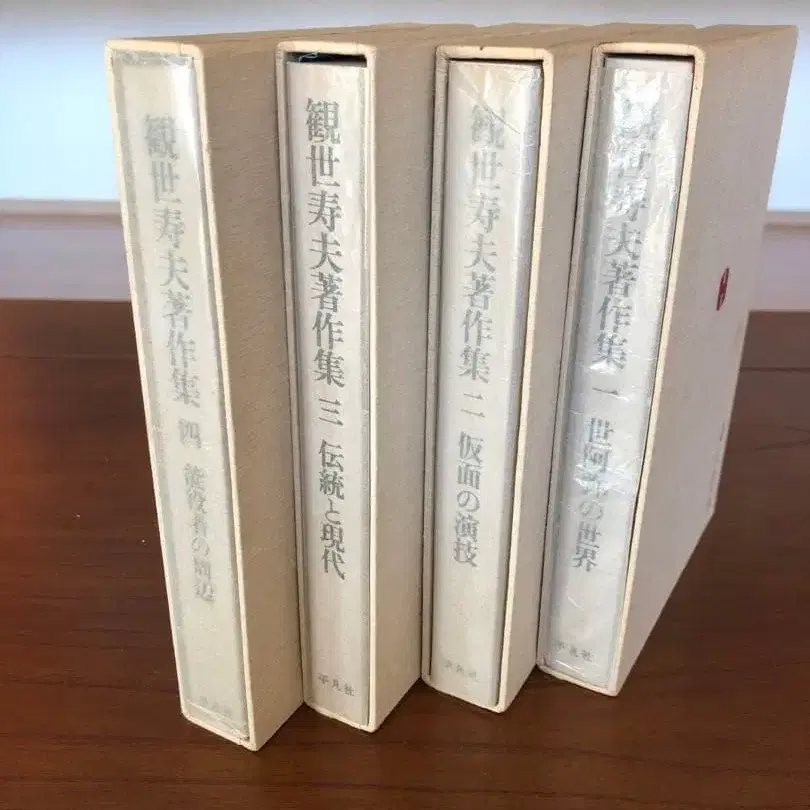 観世寿夫著作集 一 世阿弥の世界
平凡社
観世寿夫著作集 二 仮面の演技
平凡社
観世寿夫著作集 三 伝統と現代
平凡社
観世寿夫著作集 四 能役者の周辺
平凡社